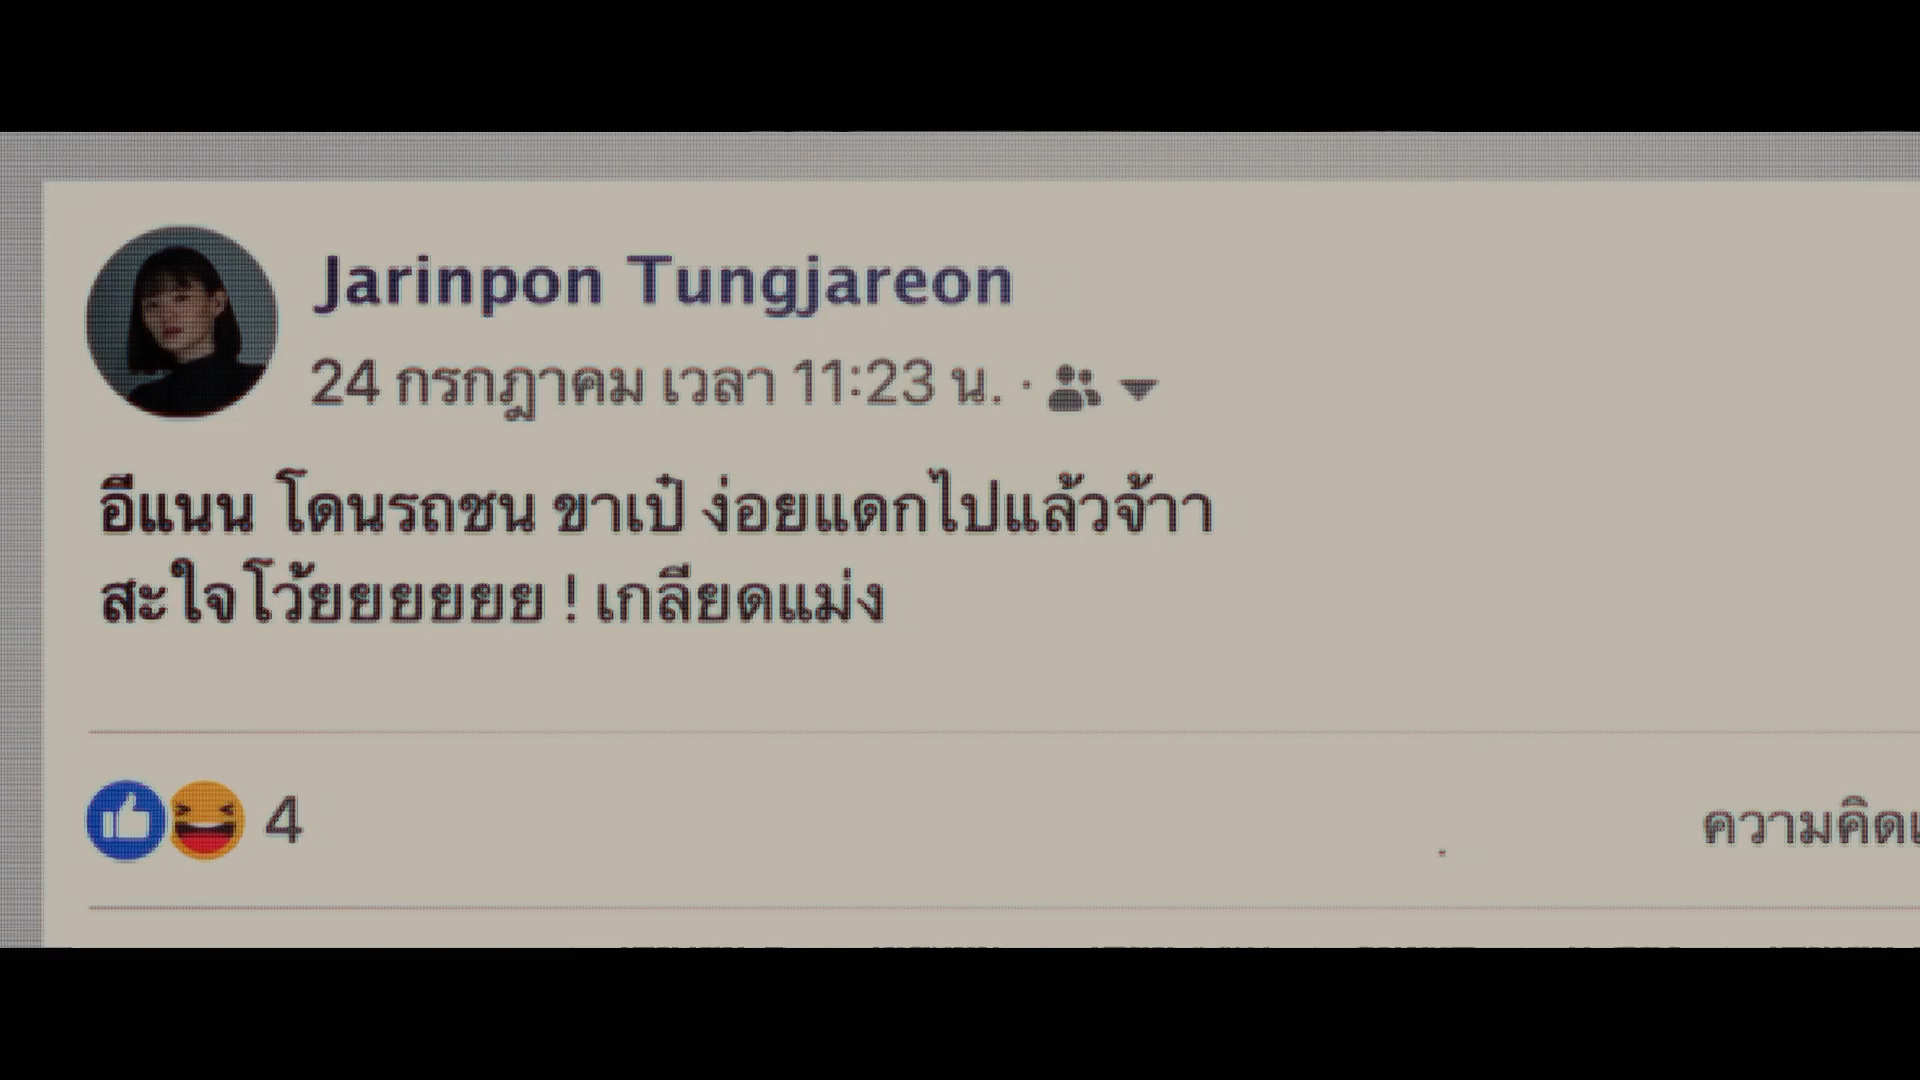 Jarinpon Tungjareon
24 กรกฎาคม เวลา 11:23 น. ·
อีแนน โดนรถชน ขาเป๋ ง่อยแดกไปแล้วจ้าา
สะใจโว้ยยยยยย ! เกลียดแม่ง
4
ความคิดเ